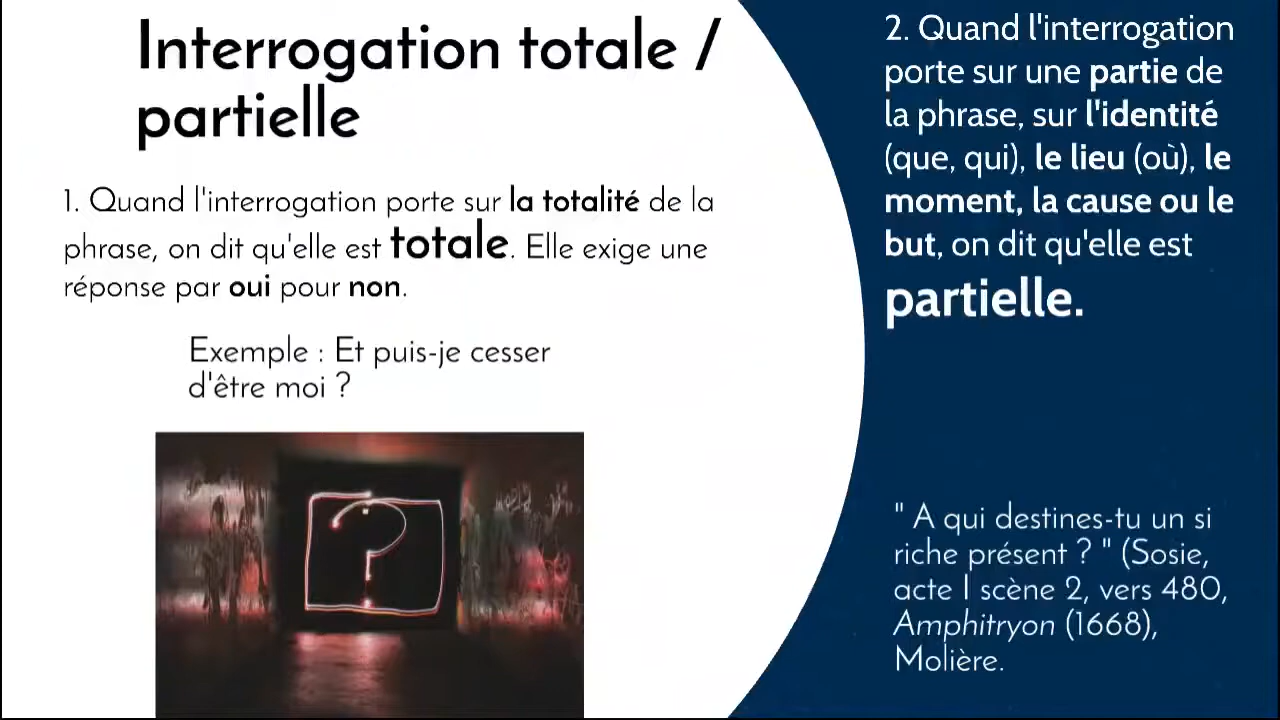 Interrogation totale /
partielle
1. Quand l'interrogation porte sur la totalité de la
phrase, on dit qu'elle est totale. Elle exige une
réponse par oui pour non.
Exemple : Et puis-je cesser
d'être moi ?
?
2. Quand l'interrogation
porte sur une partie de
la phrase, sur l'identité
(que, qui), le lieu (où), le
moment, la cause ou le
but, on dit qu'elle est
partielle.
" A qui destines-tu un si
riche présent ? " (Sosie,
acte I scène 2, vers 480,
Amphitryon (1668),
Molière.